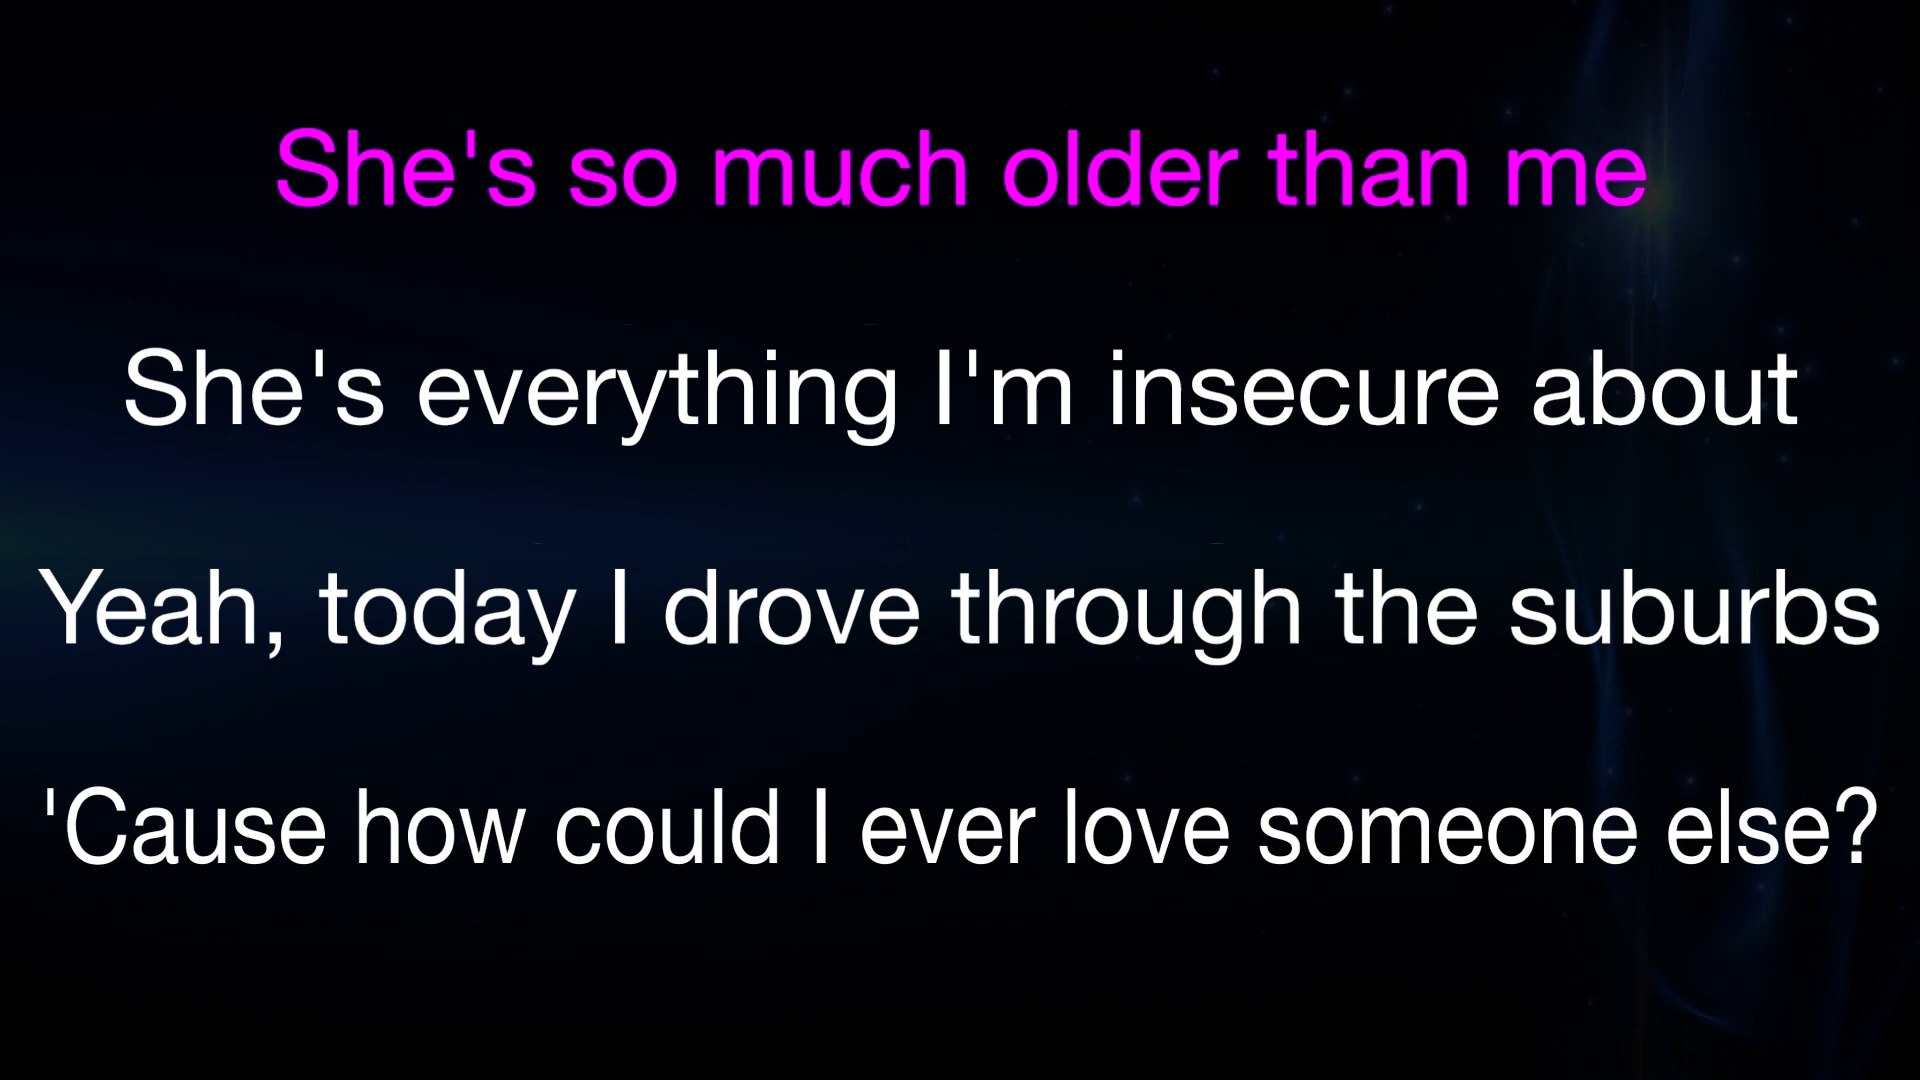 She's so much older than me
She's everything I'm insecure about
Yeah, today I drove through the suburbs
'Cause how could I ever love someone else?